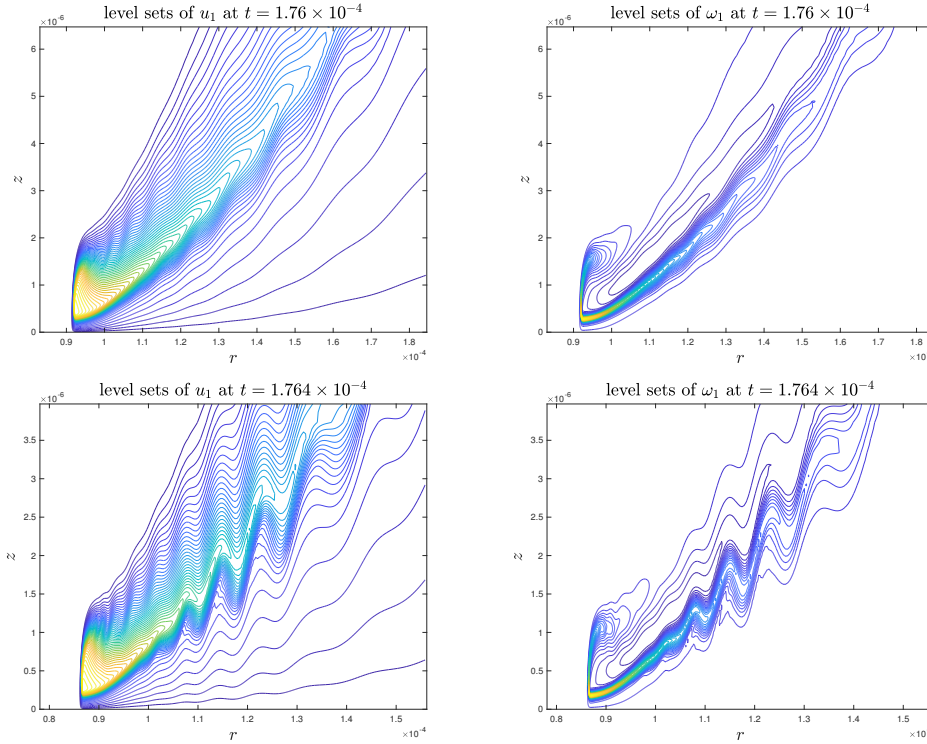 level sets of u₁ at t = 1.76 × 10⁻⁴
×10⁻⁶
6
5
4
3
2
1
0
z
0.9 1 1.1 1.2 1.3 1.4 1.5 1.6 1.7 1.8
r
×10⁻⁴
level sets of ω₁ at t = 1.76 × 10⁻⁴
×10⁻⁶
6
5
4
3
2
1
0
z
0.9 1 1.1 1.2 1.3 1.4 1.5 1.6 1.7 1.8
r
×10
level sets of u₁ at t = 1.764 × 10⁻⁴
×10⁻⁶
3.5
3
2.5
2
1.5
1
0.5
0
z
0.8 0.9 1 1.1 1.2 1.3 1.4 1.5
r
×10⁻⁴
level sets of ω₁ at t = 1.764 × 10⁻⁴
×10⁻⁶
3.5
3
2.5
2
1.5
1
0.5
0
z
0.8 0.9 1 1.1 1.2 1.3 1.4 1.5
r
×10